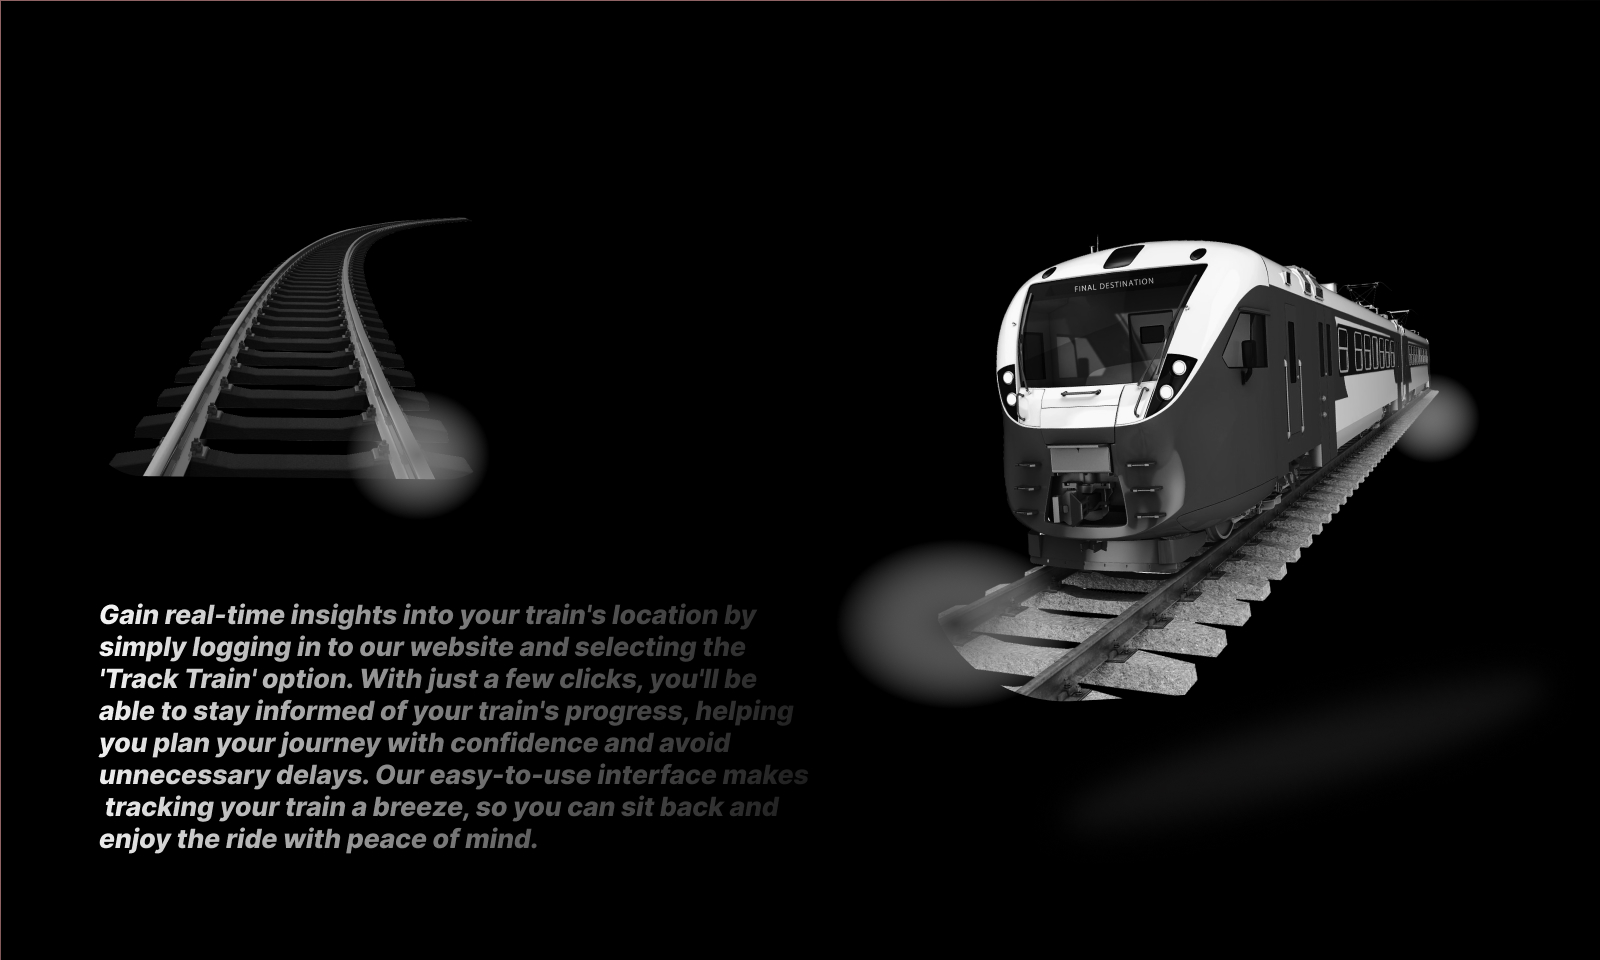 FINAL DESTINATION
Gain real-time insights into your train's location by
simply logging in to our website and selecting the
'Track Train' option. With just a few clicks, you'll be
able to stay informed of your train's progress, helping
you plan your journey with confidence and avoid
unnecessary delays. Our easy-to-use interface makes
tracking your train a breeze, so you can sit back and
enjoy the ride with peace of mind.